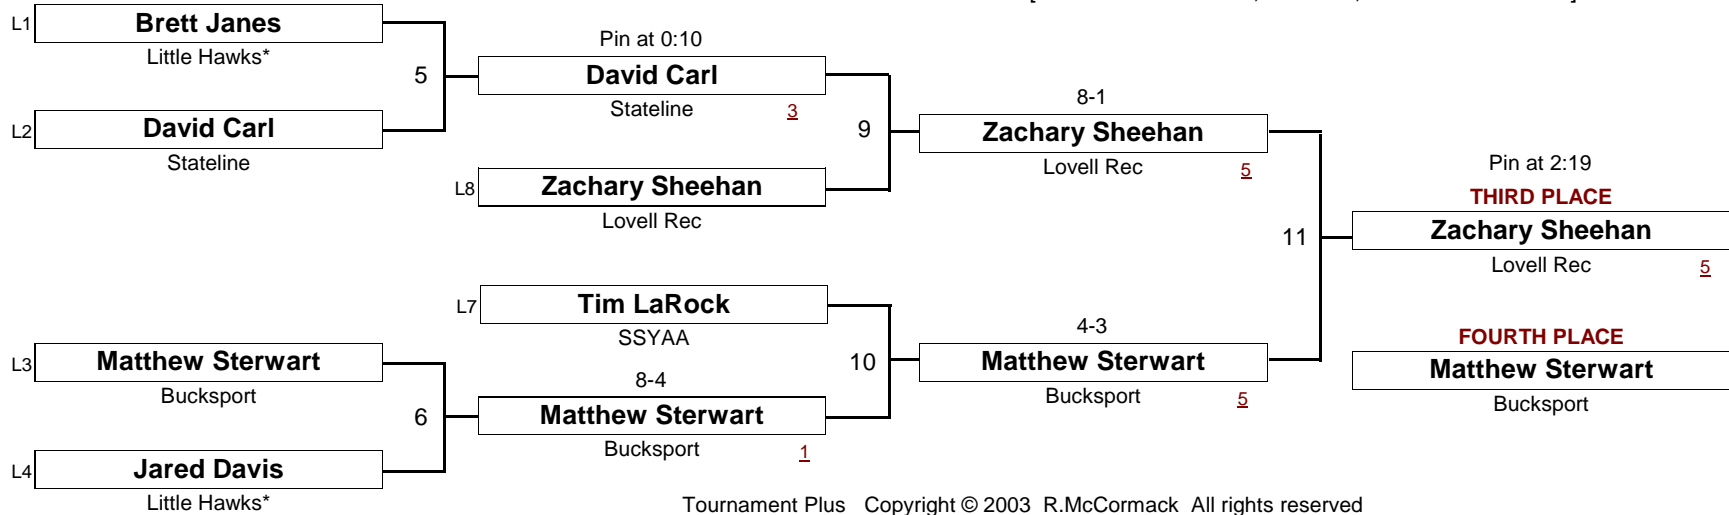 L1 Brett Janes
Little Hawks*
5
L2 David Carl
Stateline
Pin at 0:10
David Carl
Stateline 3
9
L8 Zachary Sheehan
Lovell Rec
8-1
Zachary Sheehan
Lovell Rec 5
11
Pin at 2:19
THIRD PLACE
Zachary Sheehan
Lovell Rec 5
L7 Tim LaRock
SSYAA
10
L3 Matthew Sterwart
Bucksport
6
8-4
Matthew Sterwart
Bucksport 1
4-3
Matthew Sterwart
Bucksport 5
FOURTH PLACE
Matthew Sterwart
Bucksport
L4 Jared Davis
Little Hawks*
Tournament Plus Copyright © 2003 R.McCormack All rights reserved